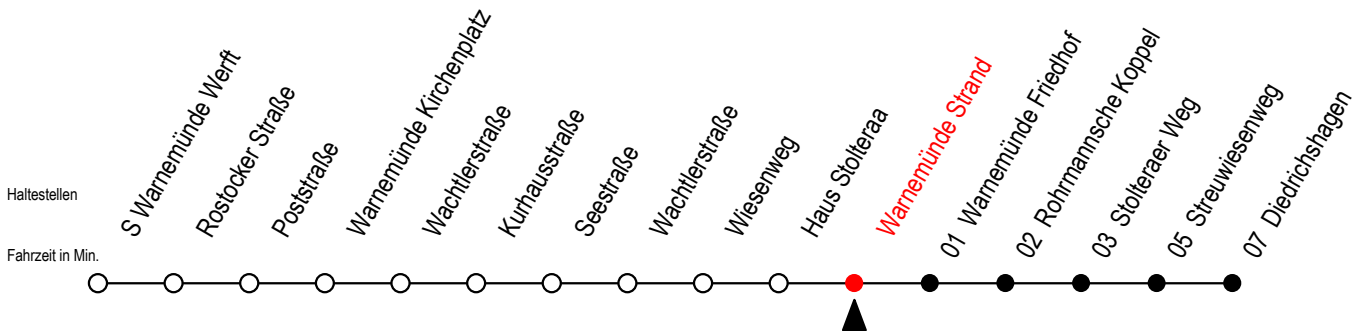 Haltestellen
Fahrzeit in Min.
S Warnemünde Werft
Rostocker Straße
Poststraße
Warnemünde Kirchenplatz
Wachtlerstraße
Kurhausstraße
Seestraße
Wachtlerstraße
Wiesenweg
Haus Stolteraa
Warnemünde Strand
01 Warnemünde Friedhof
02 Rohrmannsche Koppel
03 Stolteraer Weg
05 Streuwiesenweg
07 Diedrichshagen